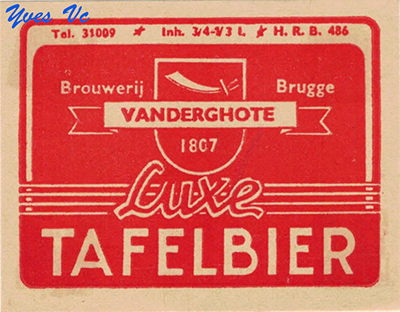 Yves Vc
Tel. 31009 * Inh. 3/4-1/3 L. * H. R. B. 486
Brouwerij Brugge
VANDERGHOTE
1807
Luxe
TAFELBIER